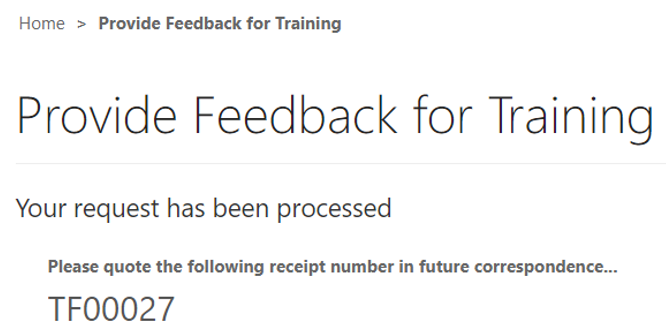 Home > Provide Feedback for Training
Provide Feedback for Training
Your request has been processed
Please quote the following receipt number in future correspondence...
TF00027